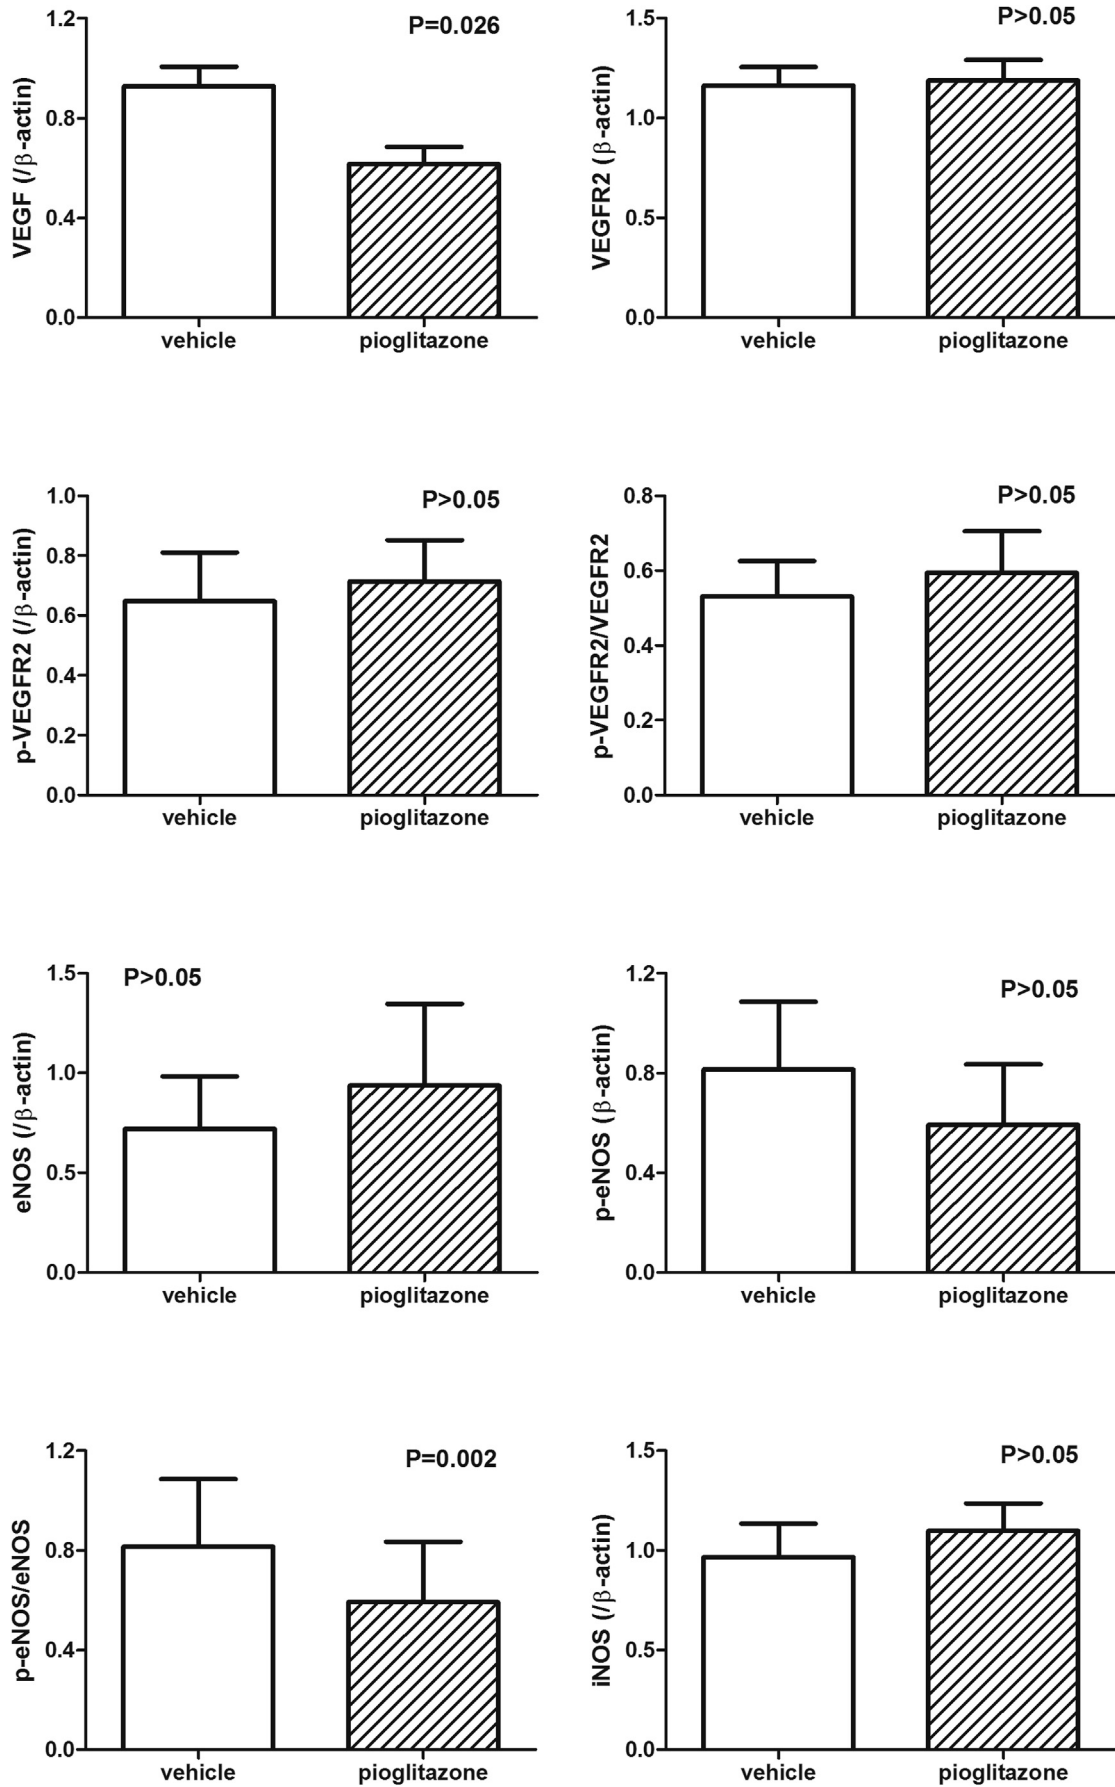 P=0.026
VEGF (/β-actin)
1.2
0.8
0.4
0.0
vehicle pioglitazone
P>0.05
VEGFR2 (β-actin)
1.5
1.0
0.5
0.0
vehicle pioglitazone
P>0.05
p-VEGFR2 (/β-actin)
1.0
0.8
0.6
0.4
0.2
0.0
vehicle pioglitazone
P>0.05
p-VEGFR2/VEGFR2
0.8
0.6
0.4
0.2
0.0
vehicle pioglitazone
P>0.05
eNOS (/β-actin)
1.5
1.0
0.5
0.0
vehicle pioglitazone
P>0.05
p-eNOS (β-actin)
1.2
0.8
0.4
0.0
vehicle pioglitazone
P=0.002
p-eNOS/eNOS
1.2
0.8
0.4
0.0
vehicle pioglitazone
P>0.05
iNOS (/β-actin)
1.5
1.0
0.5
0.0
vehicle pioglitazone